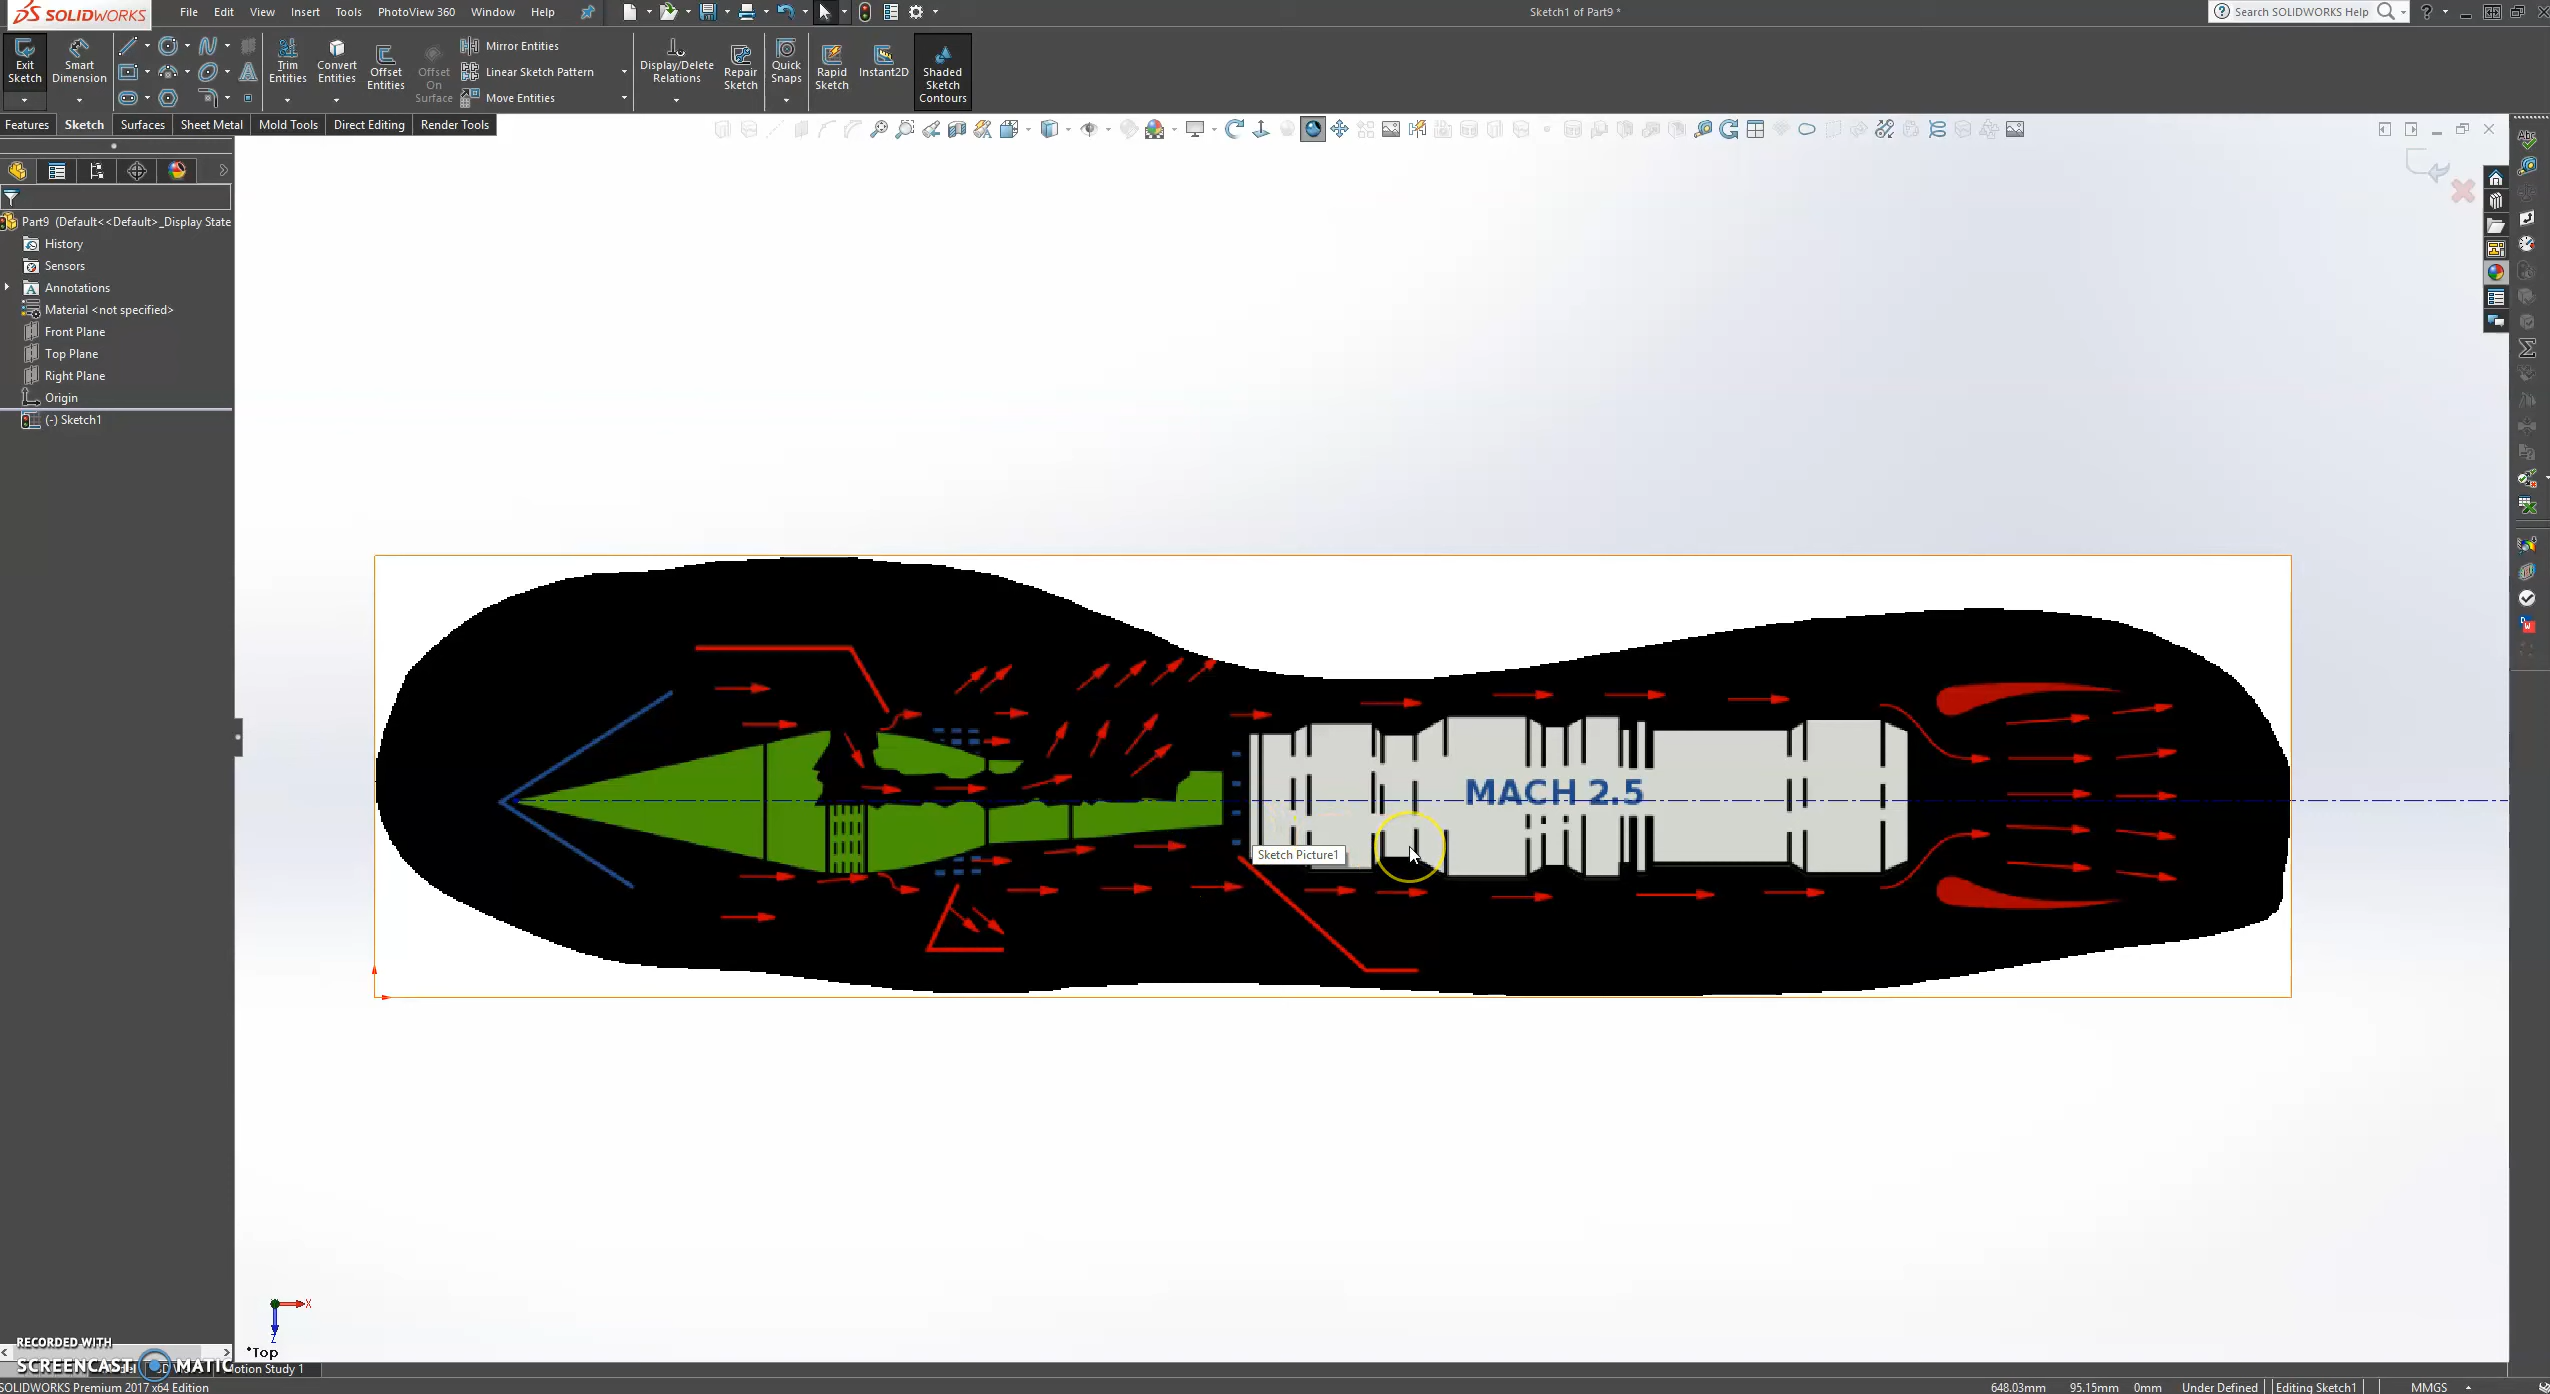 SOLIDWORKS
File Edit View Insert Tools PhotoView 360 Window Help
Sketch1 of Part9 *
Search SOLIDWORKS Help
Exit Sketch
Smart Dimension
Trim Entities
Convert Entities
Offset Entities
Offset On Surface
Mirror Entities
Linear Sketch Pattern
Move Entities
Display/Delete Relations
Repair Sketch
Quick Snaps
Rapid Sketch
Instant2D
Shaded Sketch Contours
Features Sketch Surfaces Sheet Metal Mold Tools Direct Editing Render Tools
Part9 (Default<<Default>_Display State
History
Sensors
Annotations
Material <not specified>
Front Plane
Top Plane
Right Plane
Origin
(-) Sketch1
MACH 2.5
Sketch Picture1
X
Z
*Top
RECORDED WITH
SCREENCAST MATIC
Motion Study 1
SOLIDWORKS Premium 2017 x64 Edition
648.03mm 95.15mm 0mm Under Defined Editing Sketch1 MMGS